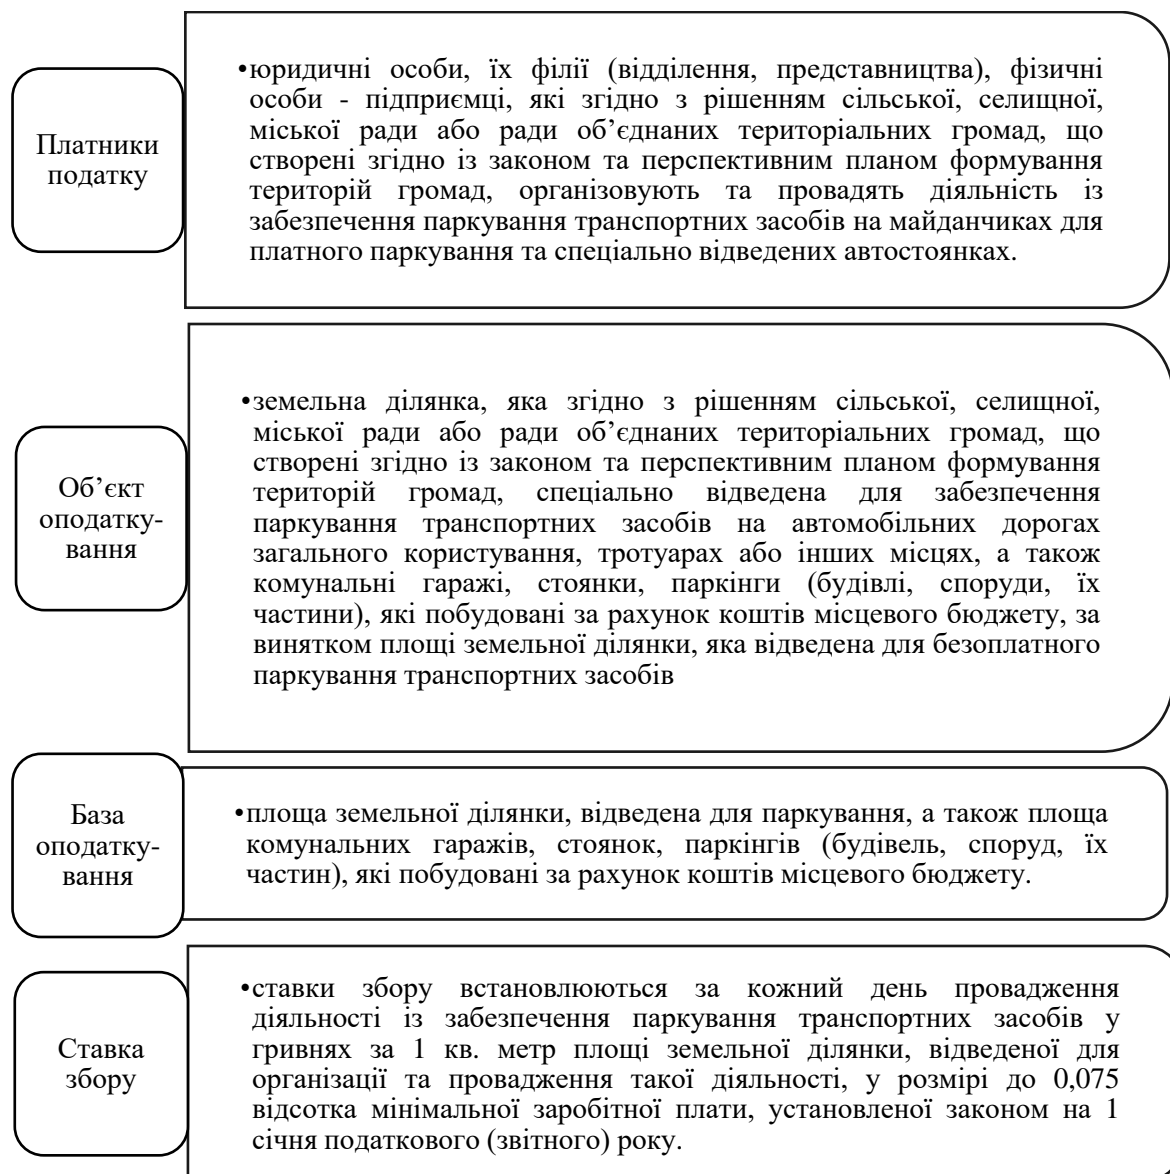 Платники
податку
•юридичні особи, їх філії (відділення, представництва), фізичні
особи - підприємці, які згідно з рішенням сільської, селищної,
міської ради або ради об’єднаних територіальних громад, що
створені згідно із законом та перспективним планом формування
територій громад, організовують та провадять діяльність із
забезпечення паркування транспортних засобів на майданчиках для
платного паркування та спеціально відведених автостоянках.
Об’єкт
оподатку-
вання
•земельна ділянка, яка згідно з рішенням сільської, селищної,
міської ради або ради об’єднаних територіальних громад, що
створені згідно із законом та перспективним планом формування
територій громад, спеціально відведена для забезпечення
паркування транспортних засобів на автомобільних дорогах
загального користування, тротуарах або інших місцях, а також
комунальні гаражі, стоянки, паркінги (будівлі, споруди, їх
частини), які побудовані за рахунок коштів місцевого бюджету, за
винятком площі земельної ділянки, яка відведена для безоплатного
паркування транспортних засобів
База
оподатку-
вання
•площа земельної ділянки, відведена для паркування, а також площа
комунальних гаражів, стоянок, паркінгів (будівель, споруд, їх
частин), які побудовані за рахунок коштів місцевого бюджету.
Ставка
збору
•ставки збору встановлюються за кожний день провадження
діяльності із забезпечення паркування транспортних засобів у
гривнях за 1 кв. метр площі земельної ділянки, відведеної для
організації та провадження такої діяльності, у розмірі до 0,075
відсотка мінімальної заробітної плати, установленої законом на 1
січня податкового (звітного) року.